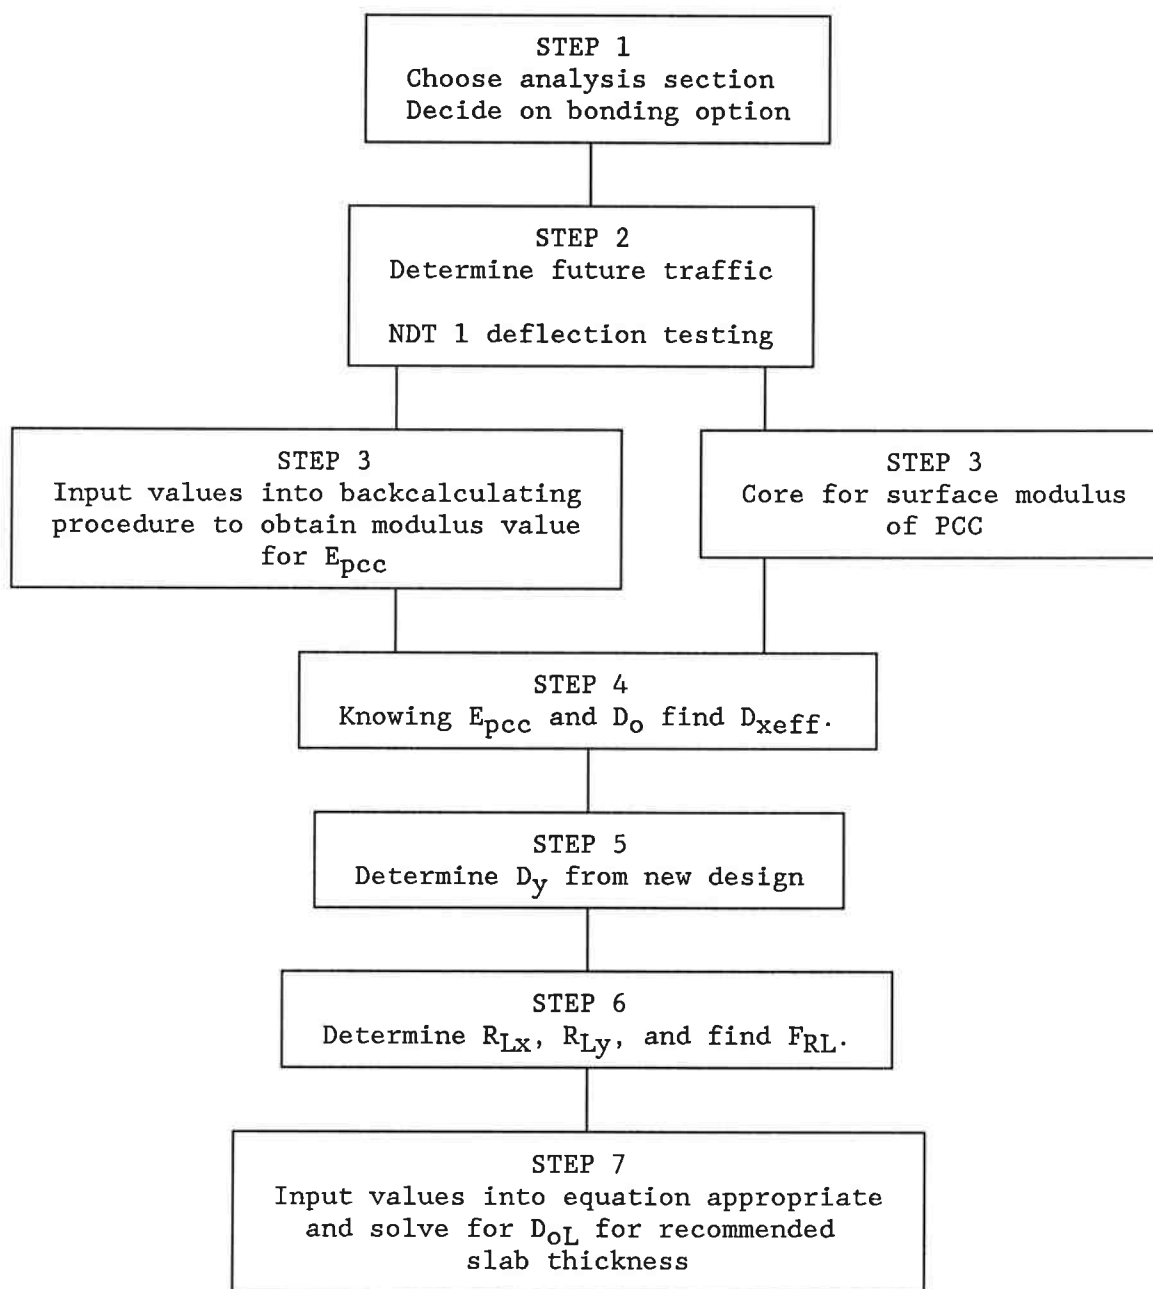 STEP 1
Choose analysis section
Decide on bonding option
STEP 2
Determine future traffic
NDT 1 deflection testing
STEP 3
Input values into backcalculating
procedure to obtain modulus value
for Epcc
STEP 3
Core for surface modulus
of PCC
STEP 4
Knowing Epcc and Do find Dxeff.
STEP 5
Determine Dy from new design
STEP 6
Determine RLx, RLy, and find FRL.
STEP 7
Input values into equation appropriate
and solve for DoL for recommended
slab thickness